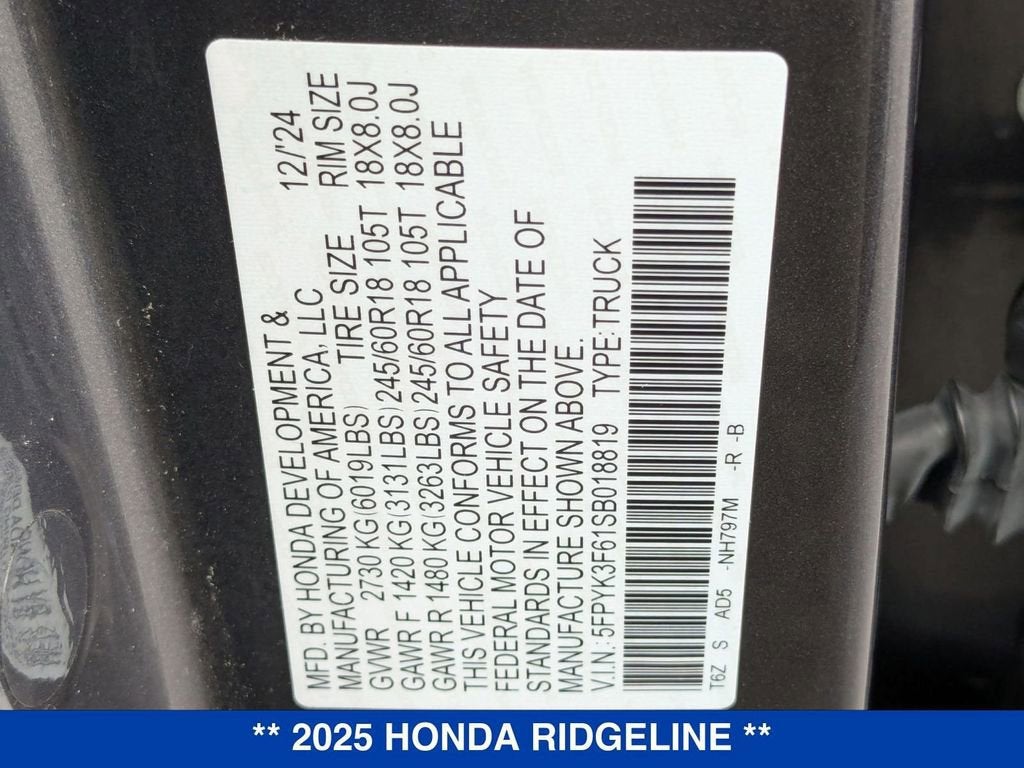 MFD. BY HONDA DEVELOPMENT & 12/'24
MANUFACTURING OF AMERICA, LLC
TIRE SIZE RIM SIZE
GVWR 2730 KG(6019LBS)
GAWR F 1420 KG(3131LBS) 245/60R18 105T 18X8.0J
GAWR R 1480 KG(3263LBS) 245/60R18 105T 18X8.0J
THIS VEHICLE CONFORMS TO ALL APPLICABLE
FEDERAL MOTOR VEHICLE SAFETY
STANDARDS IN EFFECT ON THE DATE OF
MANUFACTURE SHOWN ABOVE.
V.I.N.:5FPYK3F61SB018819 TYPE:TRUCK
T6Z S AD5 -NH797M -R -B
** 2025 HONDA RIDGELINE **